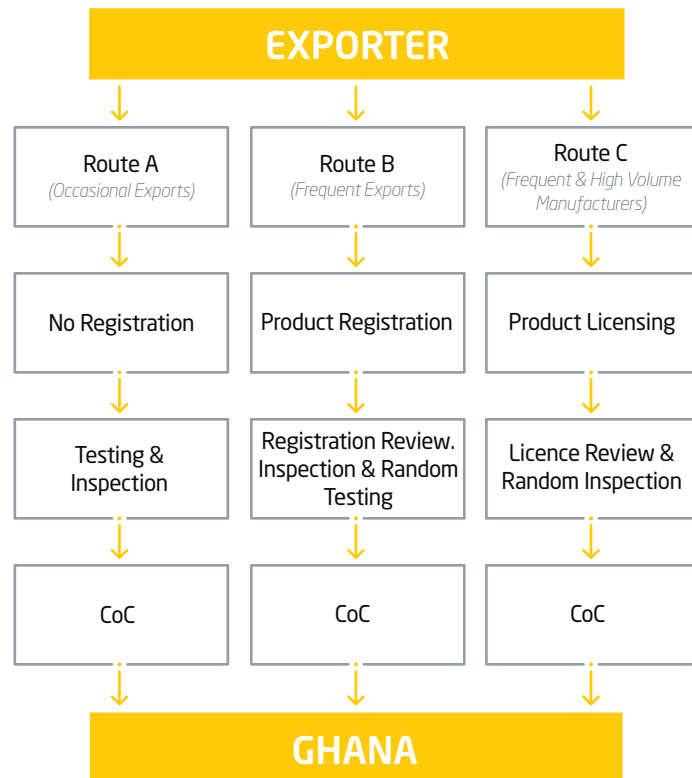 EXPORTER
Route A
(Occasional Exports)
Route B
(Frequent Exports)
Route C
(Frequent & High Volume
Manufacturers)
No Registration
Product Registration
Product Licensing
Testing &
Inspection
Registration Review.
Inspection & Random
Testing
Licence Review &
Random Inspection
CoC
CoC
CoC
GHANA